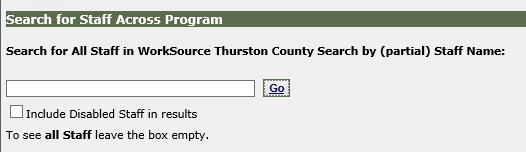 Search for Staff Across Program
Search for All Staff in WorkSource Thurston County Search by (partial) Staff Name:
Go
Include Disabled Staff in results
To see all Staff leave the box empty.